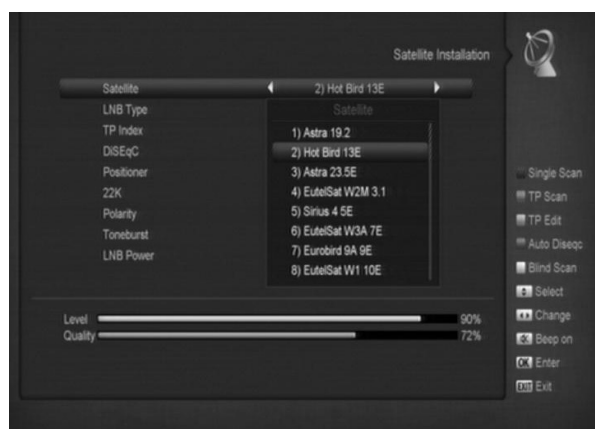 Satellite Installation
Satellite 2) Hot Bird 13E
LNB Type
TP Index
DiSEqC
Positioner
22K
Polarity
Toneburst
LNB Power
Satellite
1) Astra 19.2
2) Hot Bird 13E
3) Astra 23.5E
4) EutelSat W2M 3.1
5) Sirius 4 5E
6) EutelSat W3A 7E
7) Eurobird 9A 9E
8) EutelSat W1 10E
Level 90%
Quality 72%
Single Scan
TP Scan
TP Edit
Auto Diseqc
Blind Scan
Select
Change
Beep on
OK Enter
EXIT Exit